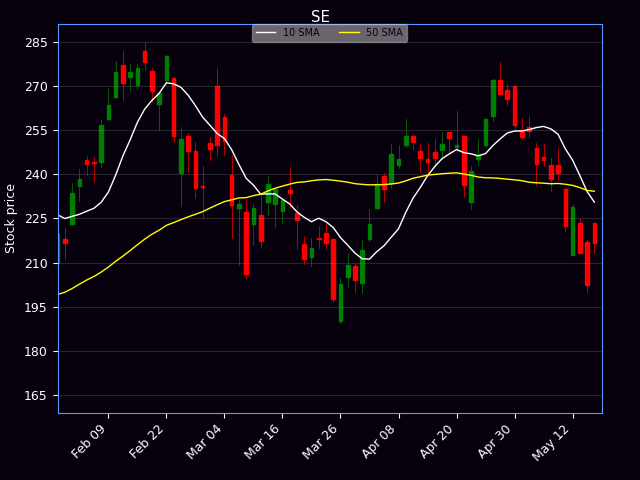 SE
10 SMA
50 SMA
Stock price
285
270
255
240
225
210
195
180
165
Feb 09
Feb 22
Mar 04
Mar 16
Mar 26
Apr 08
Apr 20
Apr 30
May 12